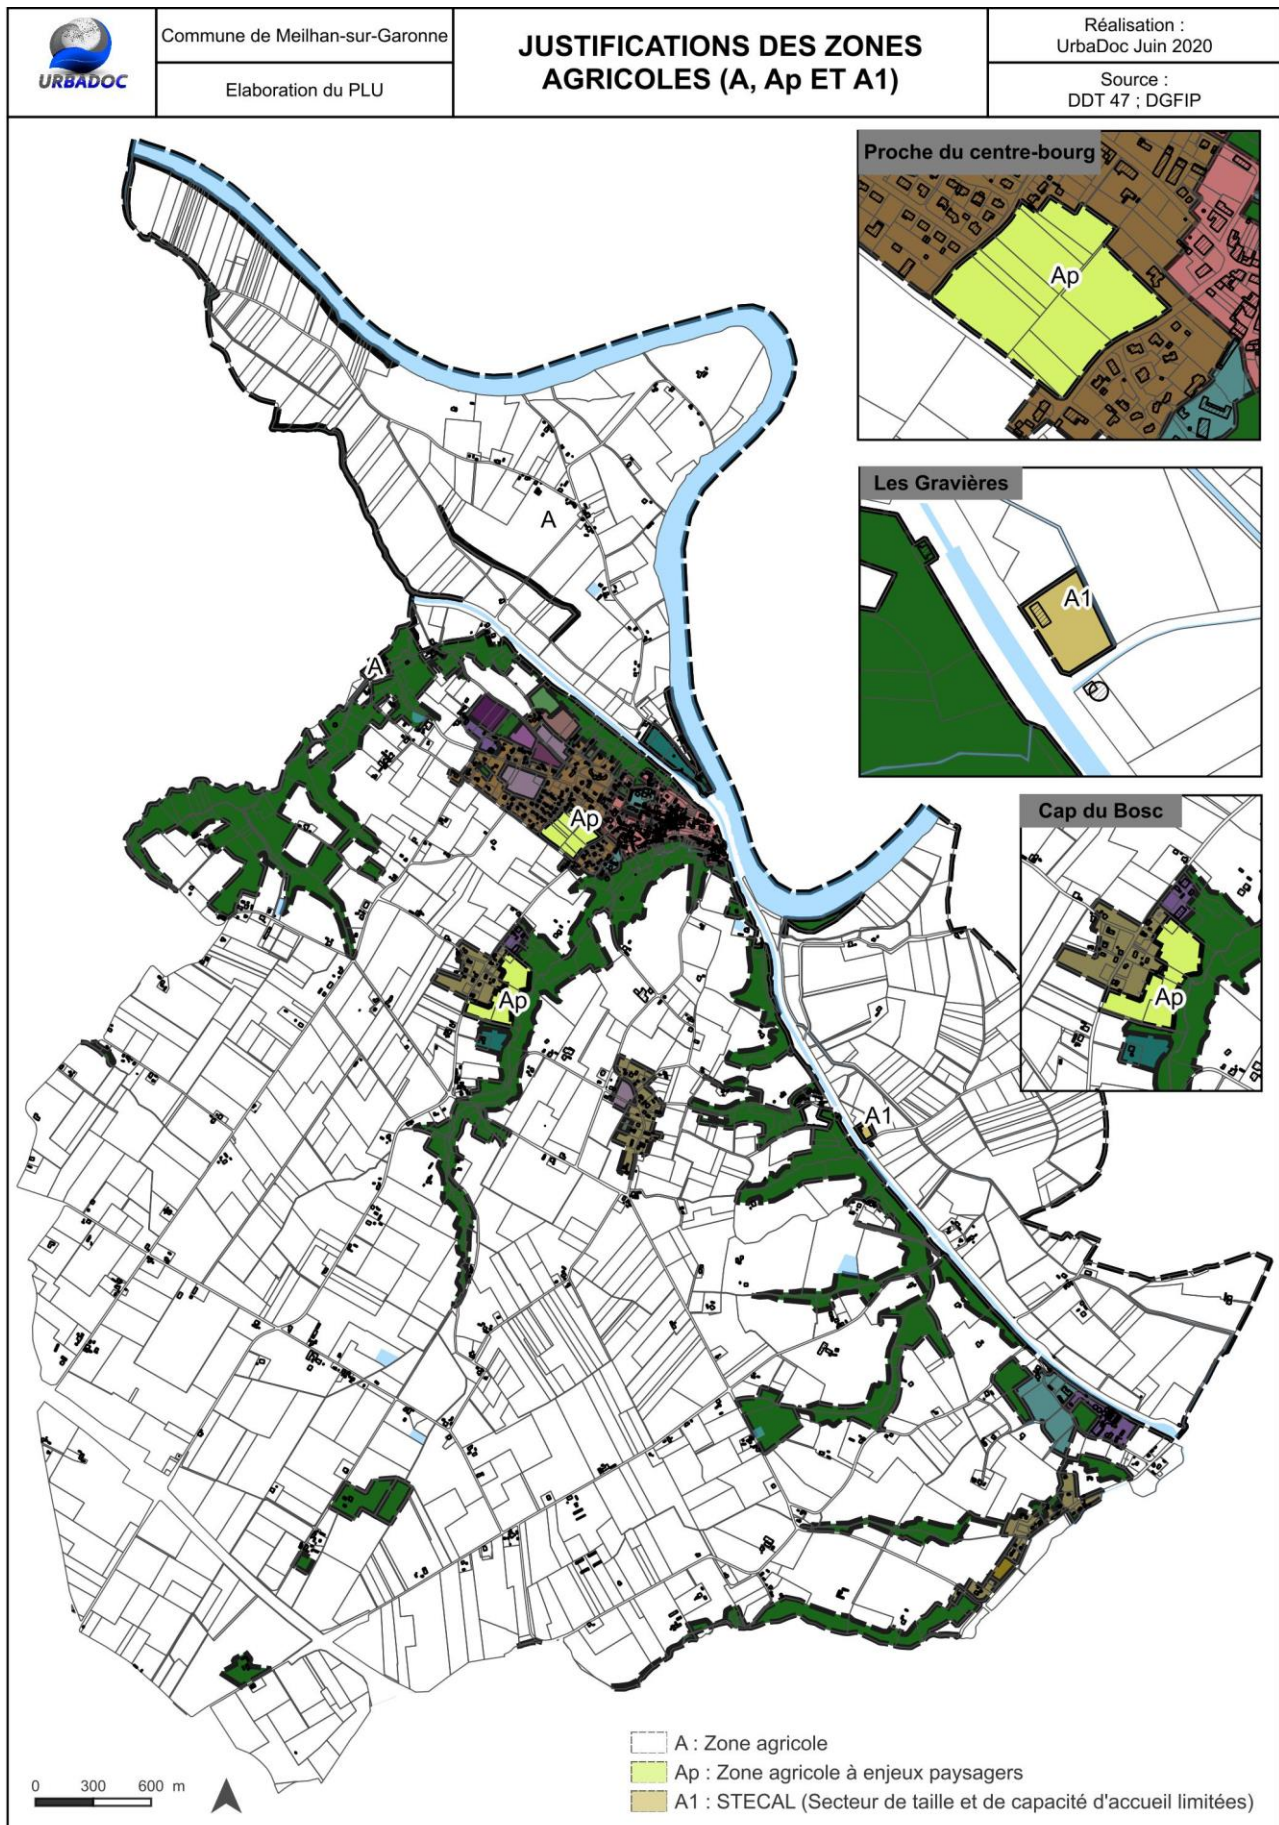 URBADOC
Commune de Meilhan-sur-Garonne
Elaboration du PLU
JUSTIFICATIONS DES ZONES
AGRICOLES (A, Ap ET A1)
Réalisation :
UrbaDoc Juin 2020
Source :
DDT 47 ; DGFIP
Proche du centre-bourg
Ap
Les Gravières
A1
Cap du Bosc
Ap
A
A
Ap
Ap
A1
A : Zone agricole
Ap : Zone agricole à enjeux paysagers
A1 : STECAL (Secteur de taille et de capacité d'accueil limitées)
0 300 600 m